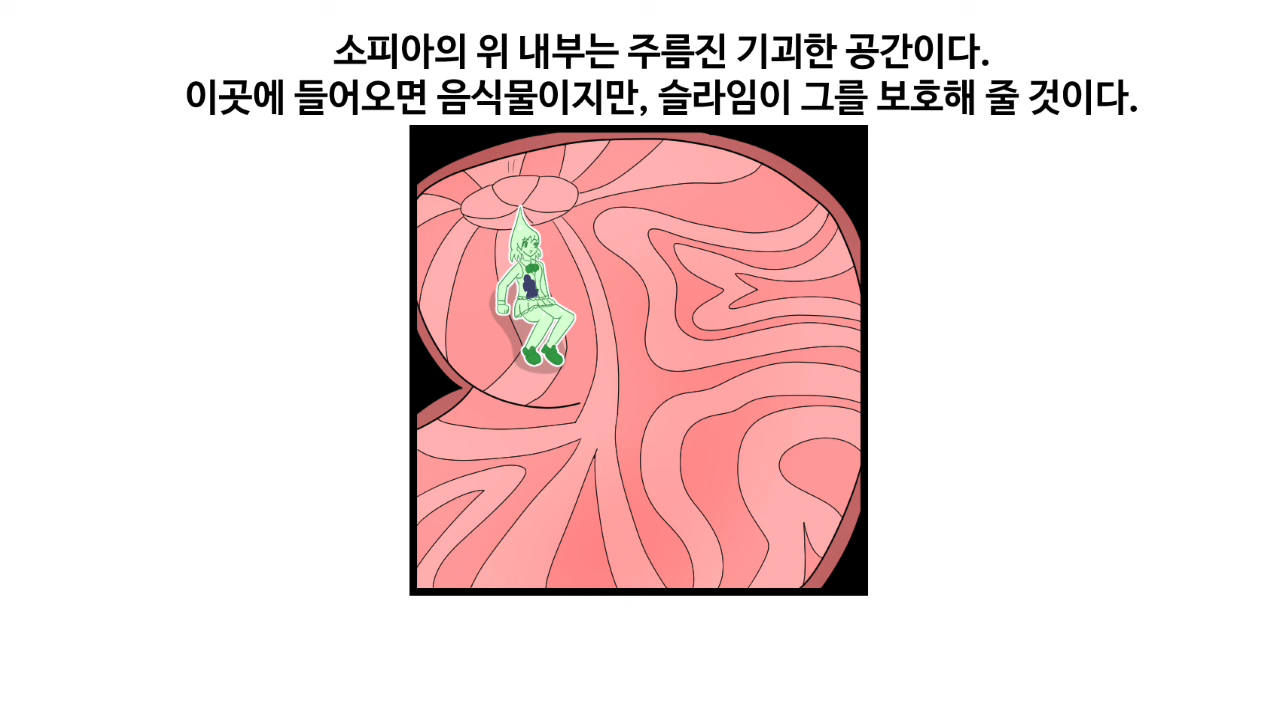 소피아의 위 내부는 주름진 기괴한 공간이다.
이곳에 들어오면 음식물이지만, 슬라임이 그를 보호해 줄 것이다.